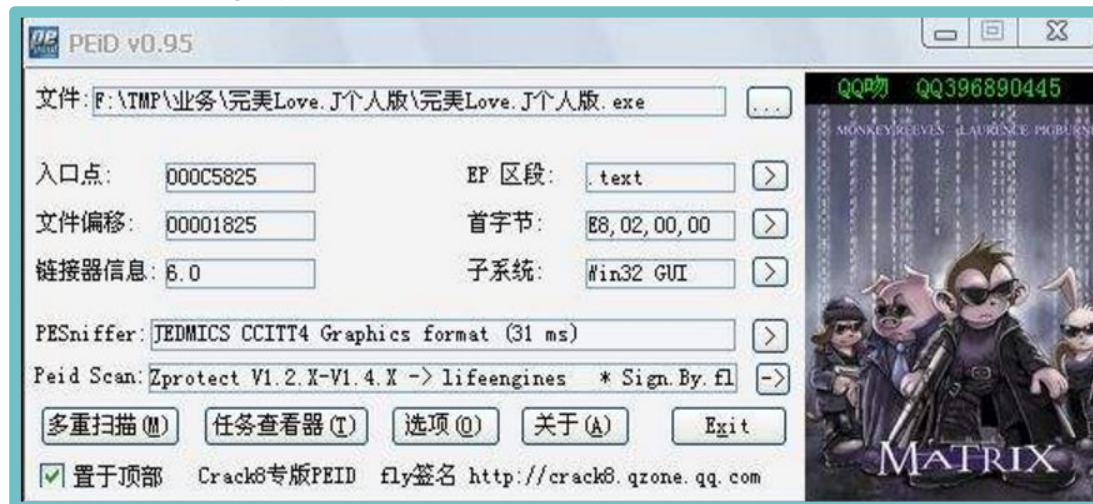 PEiD v0.95
文件: F:\TMP\业务\完美Love.J个人版\完美Love.J个人版.exe ...
QQ吻 QQ396890445
MONKEY REEVES LAURENCE PIGBURNE
入口点: 000C5825 EP 区段: .text >
文件偏移: 00001825 首字节: E8,02,00,00 >
链接器信息: 6.0 子系统: Win32 GUI >
PESniffer: JEDMICS CCITT4 Graphics format (31 ms) >
Peid Scan: Zprotect V1.2.X-V1.4.X -> lifeengines * Sign.By.fl ->
多重扫描(M) 任务查看器(T) 选项(O) 关于(A) Exit
置于顶部 Crack8专版PEID fly签名 http://crack8.qzone.qq.com
MATRIX